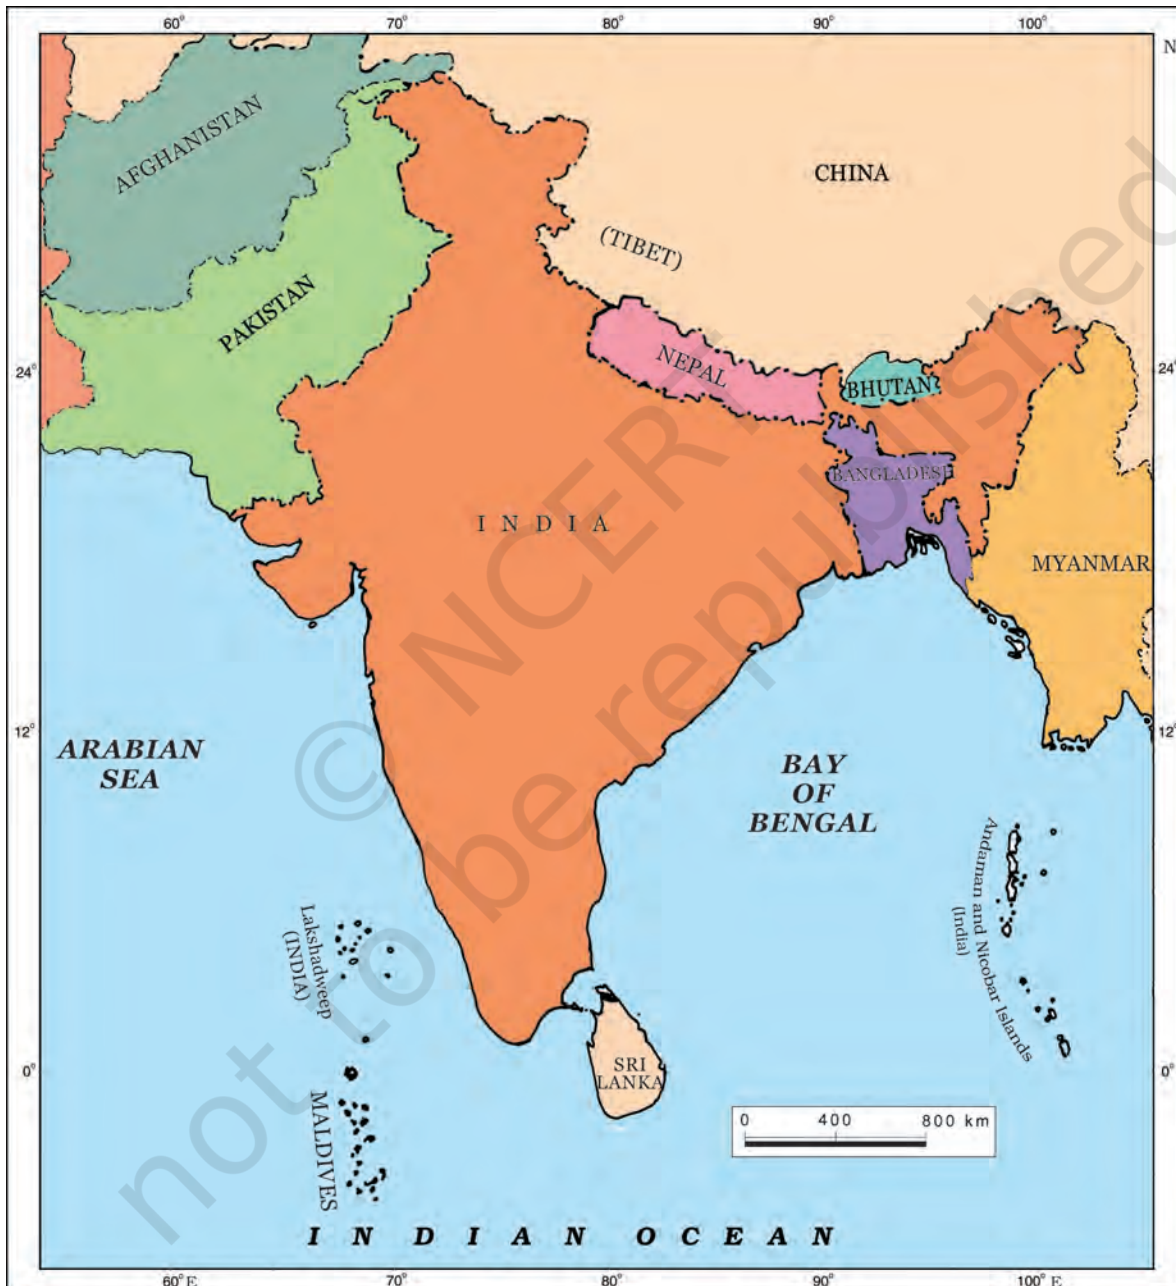 60°
70°
80°
90°
100°
N
AFGHANISTAN
CHINA
(TIBET)
PAKISTAN
NEPAL
24°
24°
BHUTAN
BANGLADESH
I N D I A
MYANMAR
12°
12°
ARABIAN
SEA
BAY
OF
BENGAL
Andaman and Nicobar Islands
(India)
Lakshadweep
(INDIA)
0°
0°
SRI
LANKA
MALDIVES
0 400 800 km
I N D I A N O C E A N
60° E
70°
80°
90°
100° E
© NCERT
not to be republished